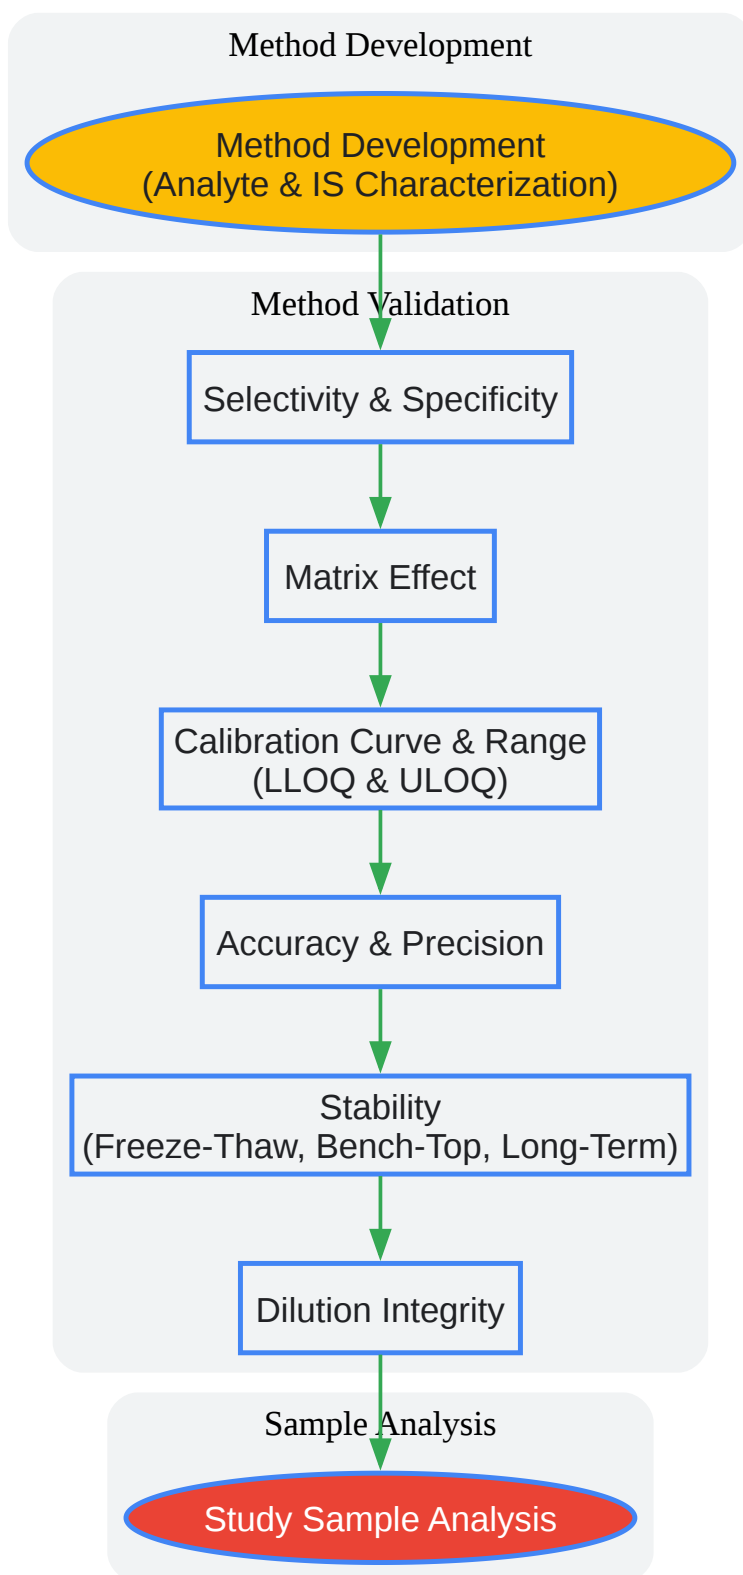 Method Development
Method Development
(Analyte & IS Characterization)
Method Validation
Selectivity & Specificity
Matrix Effect
Calibration Curve & Range
(LLOQ & ULOQ)
Accuracy & Precision
Stability
(Freeze-Thaw, Bench-Top, Long-Term)
Dilution Integrity
Sample Analysis
Study Sample Analysis